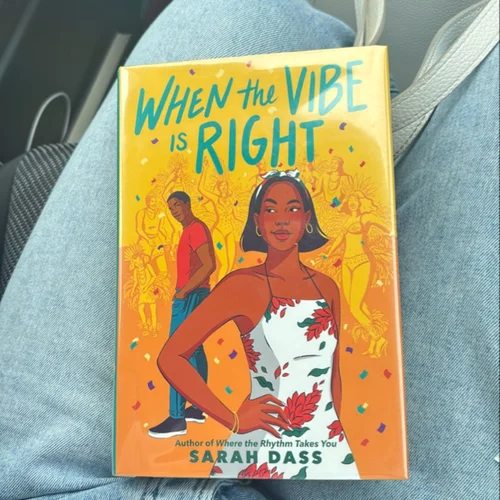 WHEN the VIBE
IS RIGHT
Author of Where the Rhythm Takes You
SARAH DASS